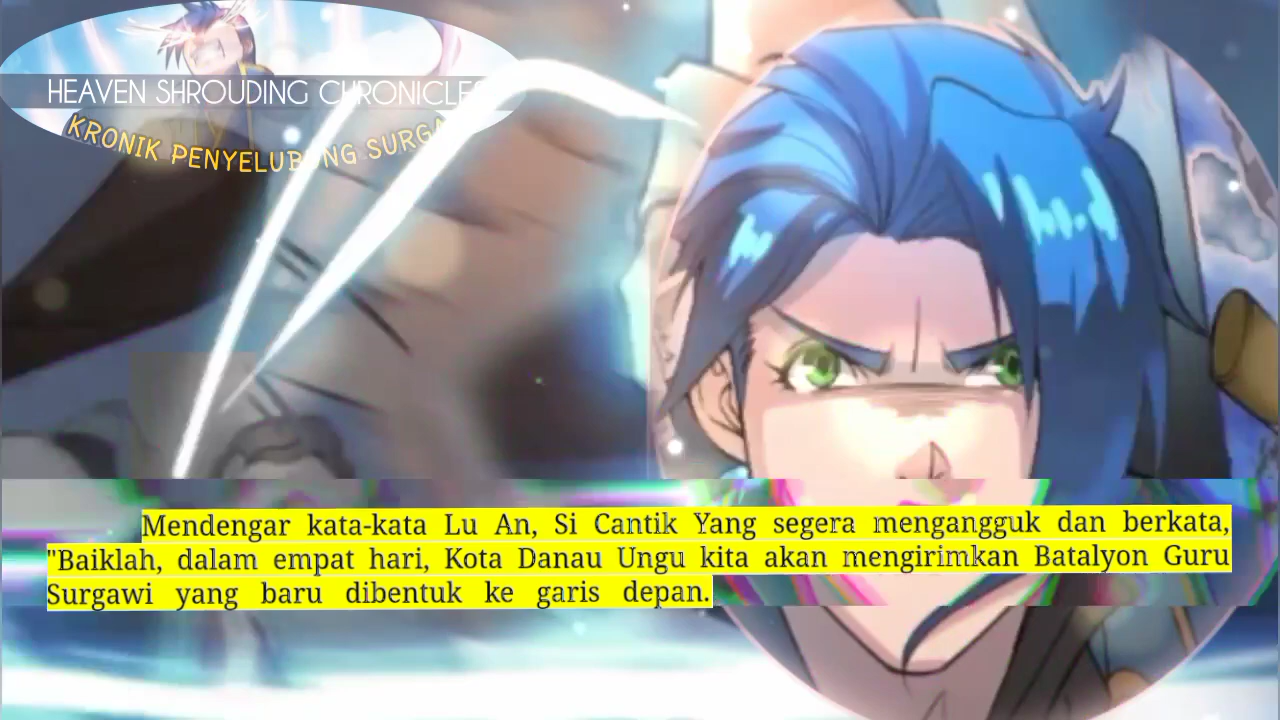 HEAVEN SHROUDING CHRONICLES
KRONIK PENYELUBUNG SURGA
Mendengar kata-kata Lu An, Si Cantik Yang segera mengangguk dan berkata,
"Baiklah, dalam empat hari, Kota Danau Ungu kita akan mengirimkan Batalyon Guru
Surgawi yang baru dibentuk ke garis depan.